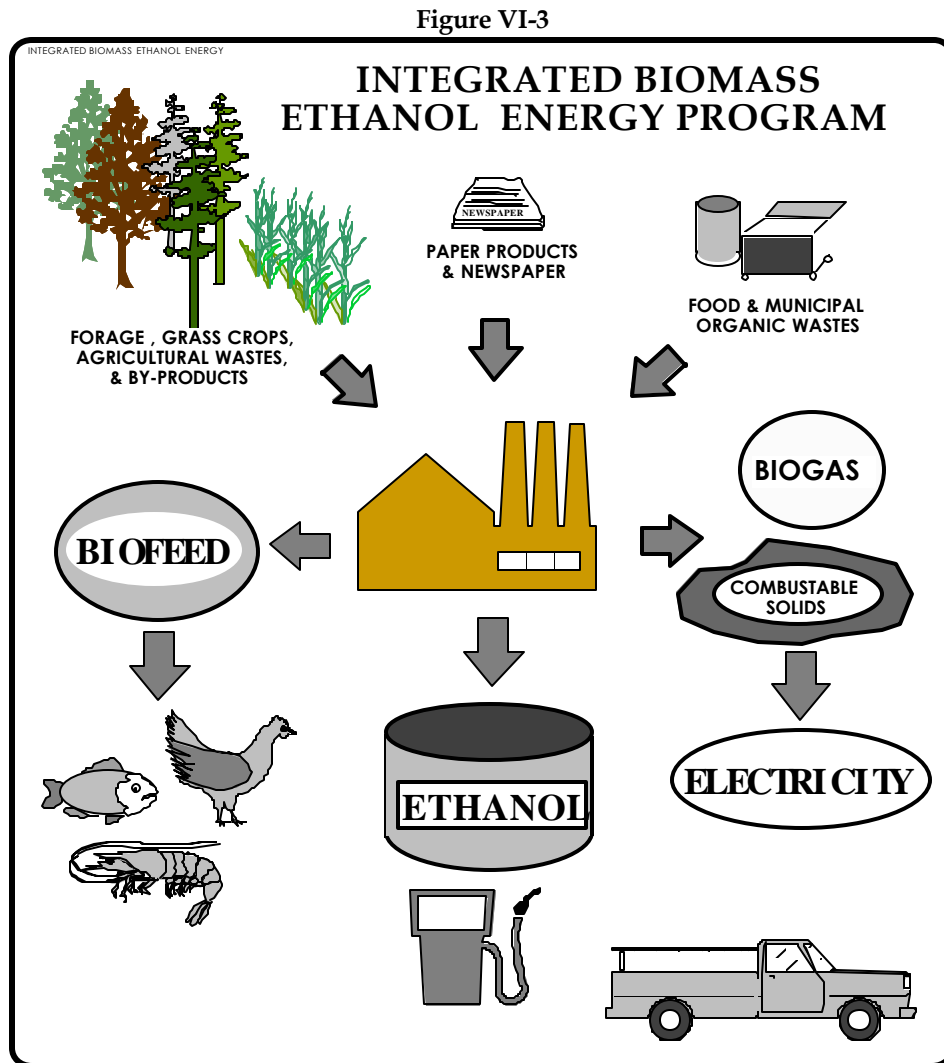 Figure VI-3
INTEGRATED BIOMASS ETHANOL ENERGY
INTEGRATED BIOMASS
ETHANOL ENERGY PROGRAM
NEWSPAPER
PAPER PRODUCTS
& NEWSPAPER
FOOD & MUNICIPAL
ORGANIC WASTES
FORAGE , GRASS CROPS,
AGRICULTURAL WASTES,
& BY-PRODUCTS
BIOGAS
BIOFEED
COMBUSTABLE
SOLIDS
ETHANOL
ELECTRICITY